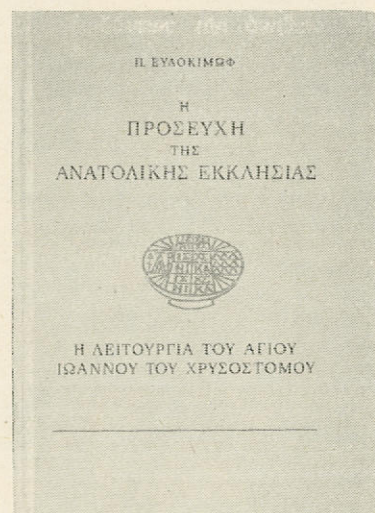 Π. ΕΥΔΟΚΙΜΩΦ
Η
ΠΡΟΣΕΥΧΗ
ΤΗΣ
ΑΝΑΤΟΛΙΚΗΣ ΕΚΚΛΗΣΙΑΣ
Η ΛΕΙΤΟΥΡΓΙΑ ΤΟΥ ΑΓΙΟΥ
ΙΩΑΝΝΟΥ ΤΟΥ ΧΡΥΣΟΣΤΟΜΟΥ